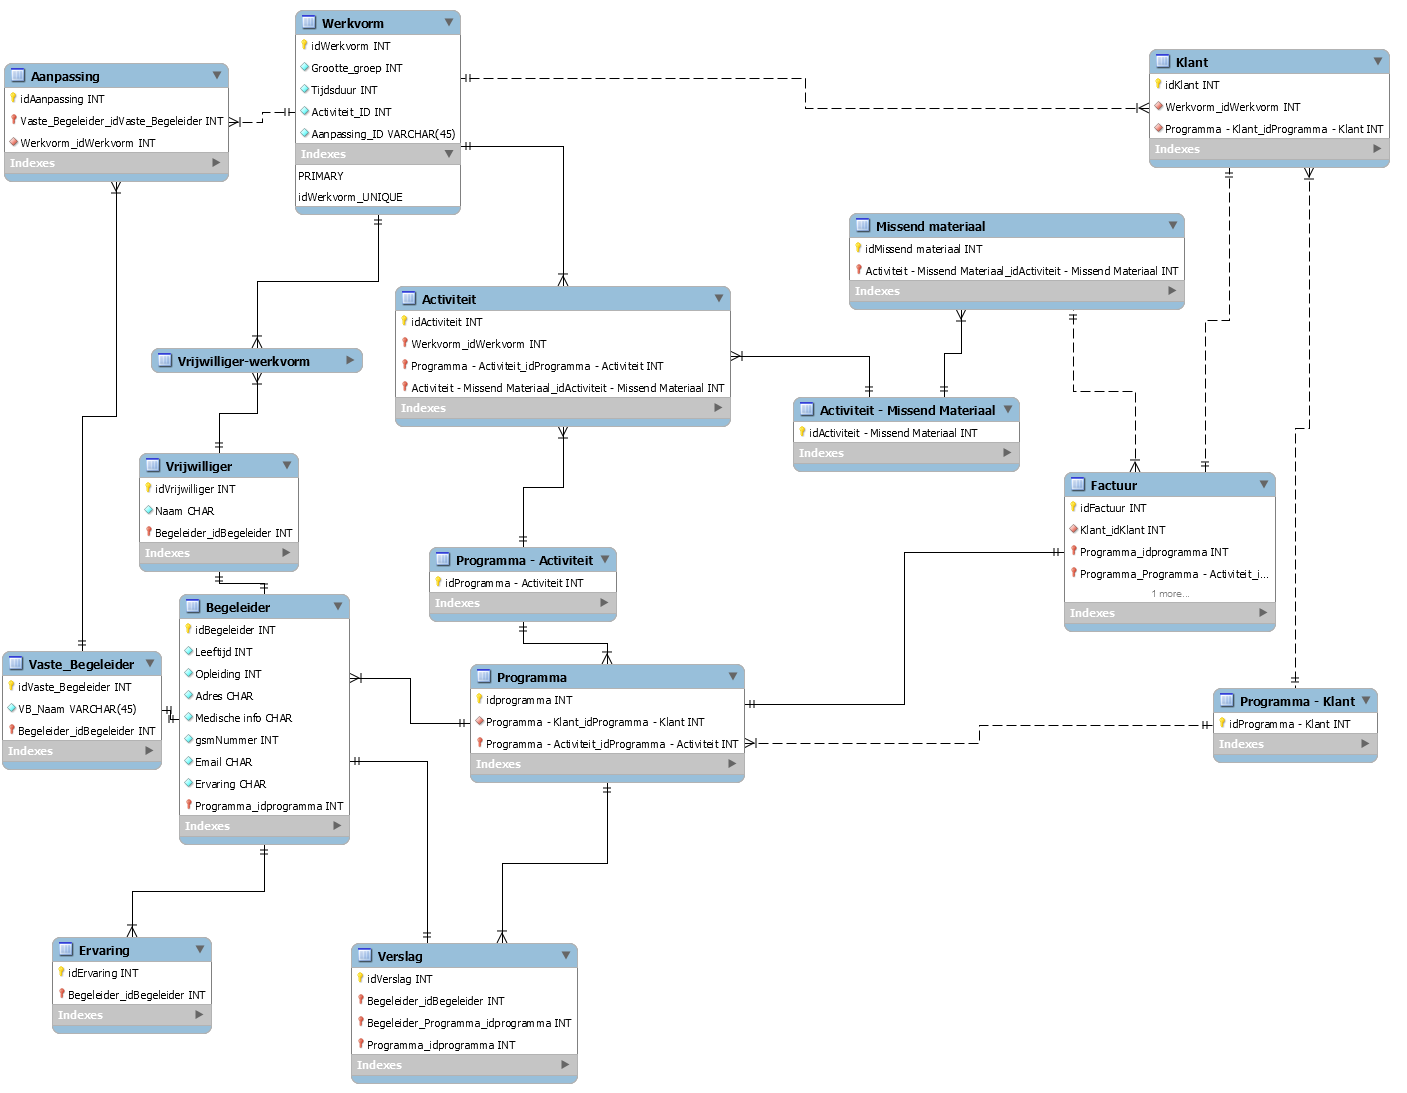 Werkvorm
idWerkvorm INT
Grootte_groep INT
Tijdsduur INT
Activiteit_ID INT
Aanpassing_ID VARCHAR(45)
Indexes
PRIMARY
idWerkvorm_UNIQUE
Aanpassing
idAanpassing INT
Vaste_Begeleider_idVaste_Begeleider INT
Werkvorm_idWerkvorm INT
Indexes
Klant
idKlant INT
Werkvorm_idWerkvorm INT
Programma - Klant_idProgramma - Klant INT
Indexes
Missend materiaal
idMissend materiaal INT
Activiteit - Missend Materiaal_idActiviteit - Missend Materiaal INT
Indexes
Activiteit
idActiviteit INT
Werkvorm_idWerkvorm INT
Programma - Activiteit_idProgramma - Activiteit INT
Activiteit - Missend Materiaal_idActiviteit - Missend Materiaal INT
Indexes
Vrijwilliger-werkvorm
Activiteit - Missend Materiaal
idActiviteit - Missend Materiaal INT
Indexes
Vrijwilliger
idVrijwilliger INT
Naam CHAR
Begeleider_idBegeleider INT
Indexes
Factuur
idFactuur INT
Klant_idKlant INT
Programma_idprogramma INT
Programma_Programma - Activiteit_i...
1 more...
Indexes
Programma - Activiteit
idProgramma - Activiteit INT
Indexes
Begeleider
idBegeleider INT
Leeftijd INT
Opleiding INT
Adres CHAR
Medische info CHAR
gsmNummer INT
Email CHAR
Ervaring CHAR
Programma_idprogramma INT
Indexes
Vaste_Begeleider
idVaste_Begeleider INT
VB_Naam VARCHAR(45)
Begeleider_idBegeleider INT
Indexes
Programma
idprogramma INT
Programma - Klant_idProgramma - Klant INT
Programma - Activiteit_idProgramma - Activiteit INT
Indexes
Programma - Klant
idProgramma - Klant INT
Indexes
Ervaring
idErvaring INT
Begeleider_idBegeleider INT
Indexes
Verslag
idVerslag INT
Begeleider_idBegeleider INT
Begeleider_Programma_idprogramma INT
Programma_idprogramma INT
Indexes